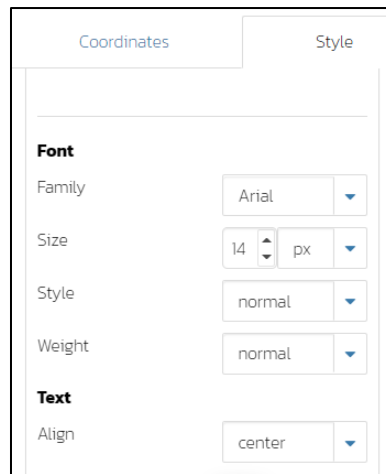 Coordinates Style
Font
Family Arial
Size 14 px
Style normal
Weight normal
Text
Align center